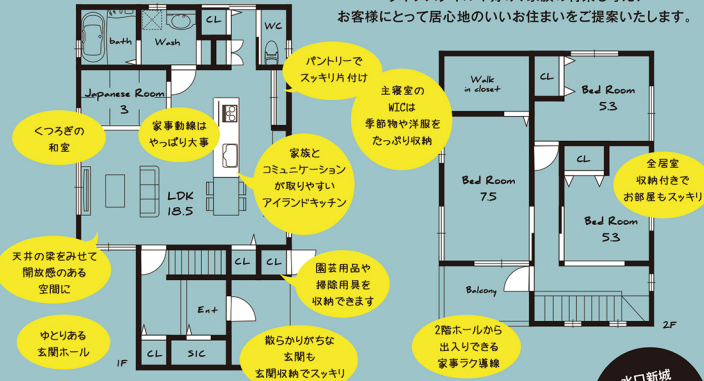 お客様にとって居心地のいいお住まいをご提案いたします。
bath
Wash
CL
WC
パントリーで
スッキリ片付け
Japanese Room
3
くつろぎの
和室
家事動線は
やっぱり大事
家族と
コミュニケーション
が取りやすい
アイランドキッチン
LDK
18.5
天井の梁をみせて
開放感のある
空間に
CL
CL
園芸用品や
掃除用具を
収納できます
Ent
ゆとりある
玄関ホール
1F
CL
SIC
散らかりがちな
玄関も
玄関収納でスッキリ
Walk
in closet
CL
Bed Room
5.3
主寝室の
WICは
季節物や洋服を
たっぷり収納
CL
全居室
収納付きで
お部屋もスッキリ
Bed Room
7.5
Bed Room
5.3
Balcony
2階ホールから
出入りできる
家事ラク導線
2F
水口新城